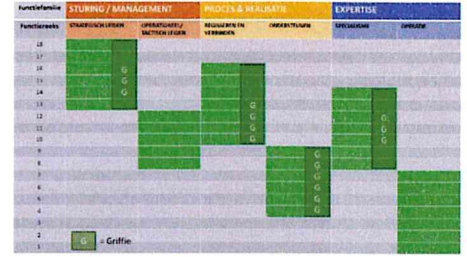 Functiefamilie STURING / MANAGEMENT PROCES & REALISATIE EXPERTISE
Functiereeks STRATEGISCH LEIDEN OPERATIONEEL/ TACTISCH LEIDEN REGISSEREN EN VERBINDEN ONDERSTEUNEN SPECIALISME OPERATIE
18
17
16 G G
15 G G
14 G G
13 G
12 G G
11 G G
10 G G
9 G G
8 G
7 G
6 G
5 G
4 G
3
2
1
G = Griffie